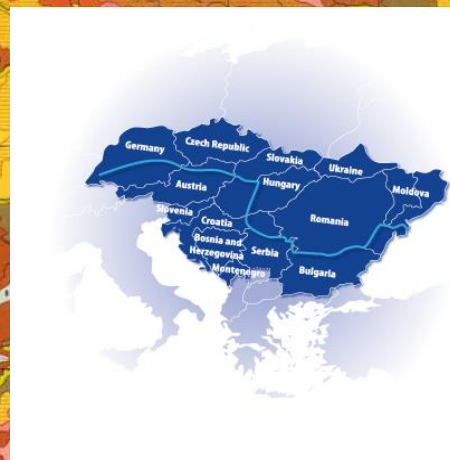 Germany
Czech Republic
Slovakia
Ukraine
Austria
Hungary
Moldova
Slovenia
Croatia
Romania
Bosnia and
Herzegovina
Serbia
Montenegro
Bulgaria